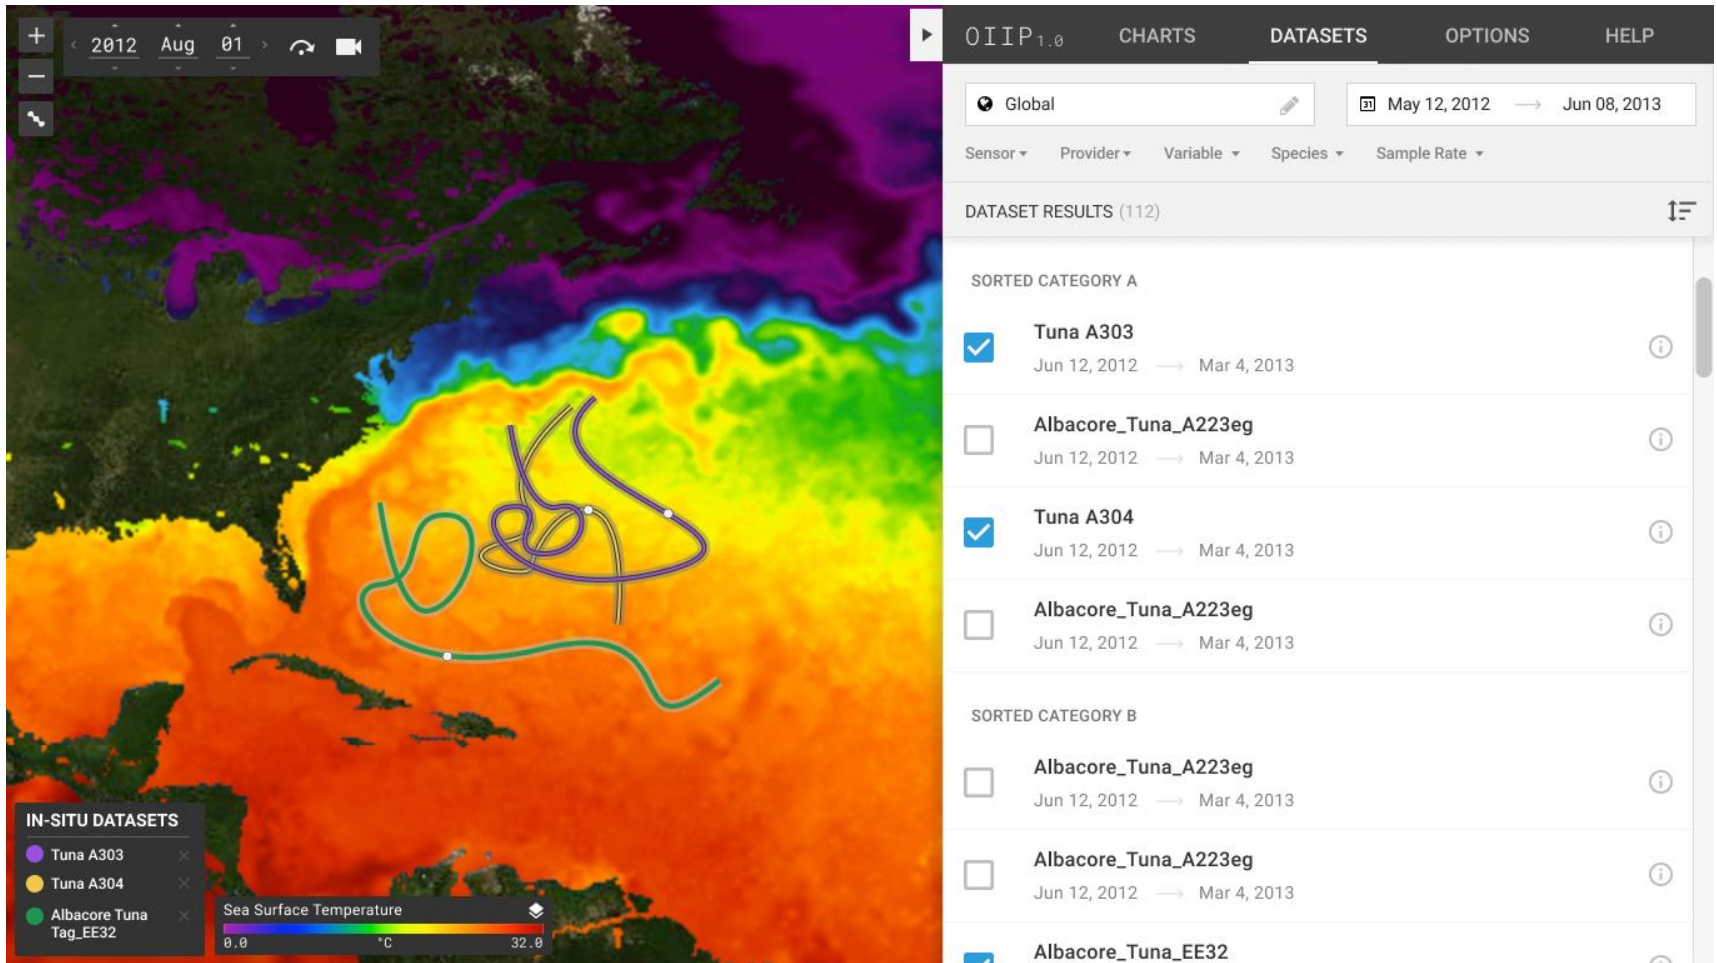 2012 Aug 01
OIIP 1.0 CHARTS DATASETS OPTIONS HELP
Global
31 May 12, 2012 → Jun 08, 2013
Sensor Provider Variable Species Sample Rate
DATASET RESULTS (112)
SORTED CATEGORY A
Tuna A303
Jun 12, 2012 → Mar 4, 2013
Albacore_Tuna_A223eg
Jun 12, 2012 → Mar 4, 2013
Tuna A304
Jun 12, 2012 → Mar 4, 2013
Albacore_Tuna_A223eg
Jun 12, 2012 → Mar 4, 2013
SORTED CATEGORY B
Albacore_Tuna_A223eg
Jun 12, 2012 → Mar 4, 2013
Albacore_Tuna_A223eg
Jun 12, 2012 → Mar 4, 2013
Albacore_Tuna_EE32
IN-SITU DATASETS
Tuna A303
Tuna A304
Albacore Tuna
Tag_EE32
Sea Surface Temperature
0.0 °C 32.0